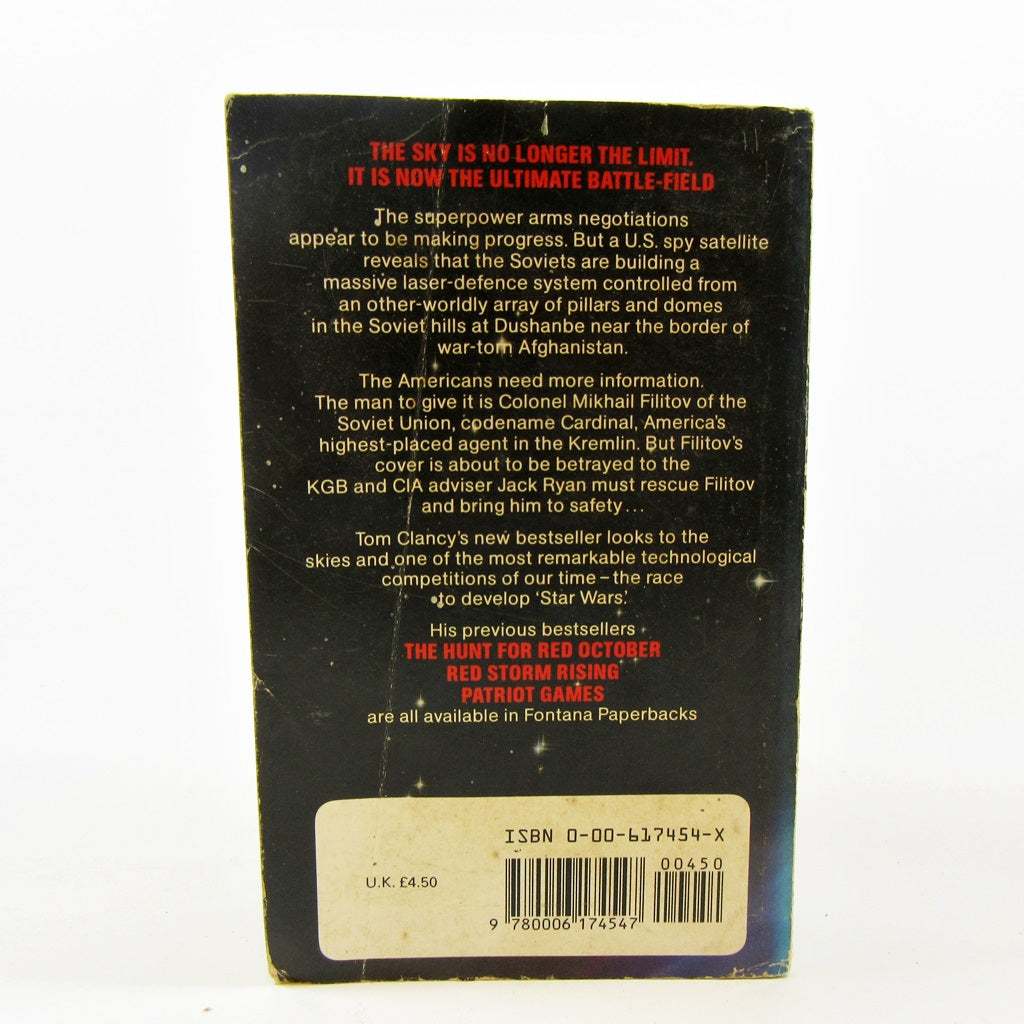 THE SKY IS NO LONGER THE LIMIT.
IT IS NOW THE ULTIMATE BATTLE-FIELD
The superpower arms negotiations
appear to be making progress. But a U.S. spy satellite
reveals that the Soviets are building a
massive laser-defence system controlled from
an other-worldly array of pillars and domes
in the Soviet hills at Dushanbe near the border of
war-torn Afghanistan.
The Americans need more information.
The man to give it is Colonel Mikhail Filitov of the
Soviet Union, codename Cardinal, America's
highest-placed agent in the Kremlin. But Filitov's
cover is about to be betrayed to the
KGB and CIA adviser Jack Ryan must rescue Filitov
and bring him to safety...
Tom Clancy's new bestseller looks to the
skies and one of the most remarkable technological
competitions of our time – the race
to develop 'Star Wars.'
His previous bestsellers
THE HUNT FOR RED OCTOBER
RED STORM RISING
PATRIOT GAMES
are all available in Fontana Paperbacks
ISBN 0-00-617454-X
00450
U.K. £4.50
9 780006 174547